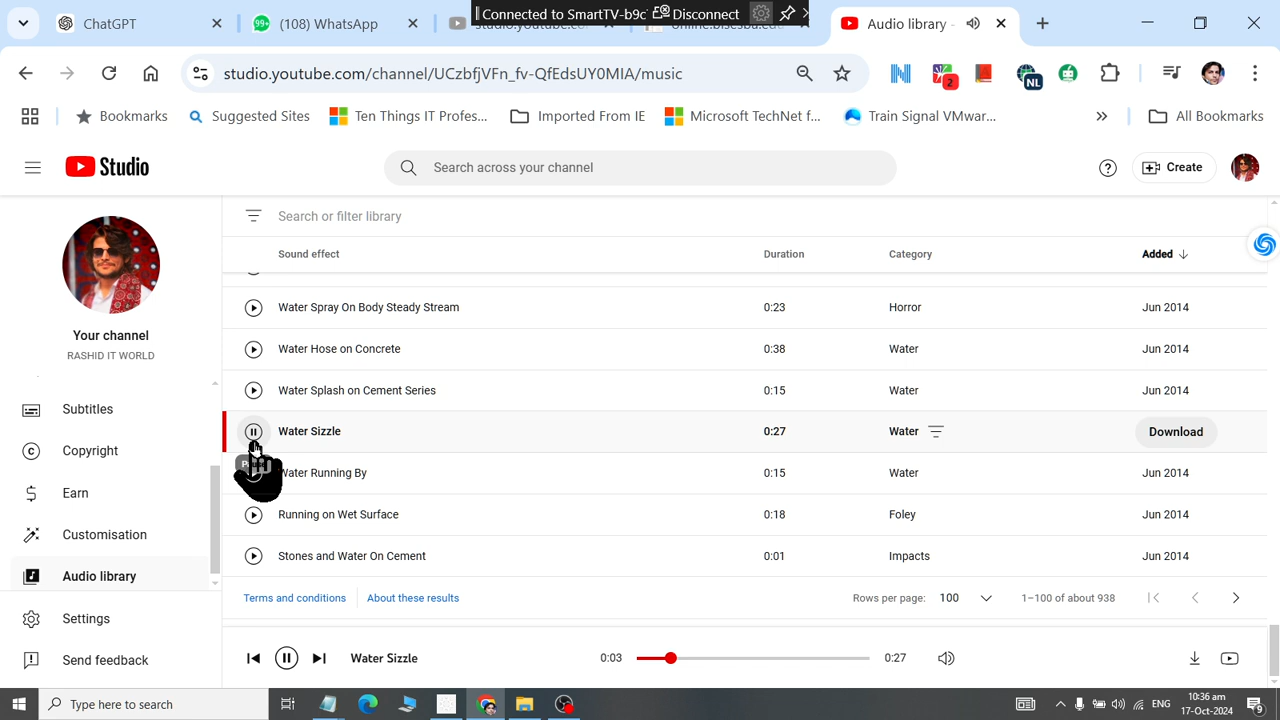 ChatGPT
(108) WhatsApp
Connected to SmartTV-b9c
Disconnect
Audio library -
studio.youtube.com/channel/UCzbfjVFn_fv-QfEdsUY0MIA/music
2
NL
Bookmarks
Suggested Sites
Ten Things IT Profes...
Imported From IE
Microsoft TechNet f...
Train Signal VMwar...
All Bookmarks
Studio
Search across your channel
Create
Your channel
RASHID IT WORLD
Subtitles
Copyright
Earn
Customisation
Audio library
Settings
Send feedback
Search or filter library
Sound effect Duration Category Added
Water Spray On Body Steady Stream 0:23 Horror Jun 2014
Water Hose on Concrete 0:38 Water Jun 2014
Water Splash on Cement Series 0:15 Water Jun 2014
Water Sizzle 0:27 Water Download
Water Running By 0:15 Water Jun 2014
Running on Wet Surface 0:18 Foley Jun 2014
Stones and Water On Cement 0:01 Impacts Jun 2014
Terms and conditions About these results Rows per page: 100 1–100 of about 938
Water Sizzle 0:03 0:27
Type here to search
ENG
10:36 am
17-Oct-2024
9